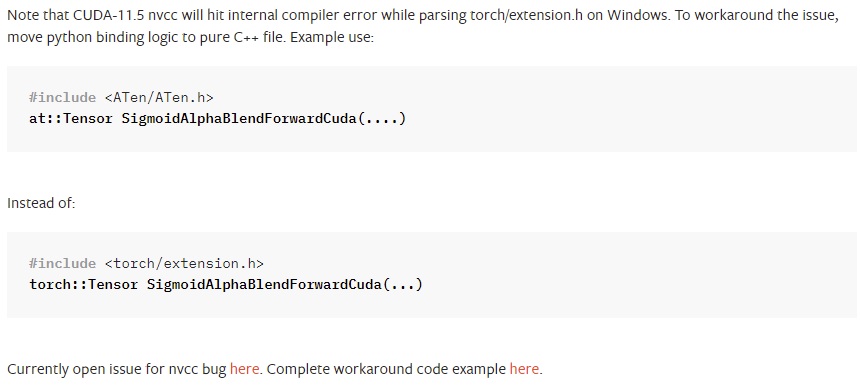 Note that CUDA-11.5 nvcc will hit internal compiler error while parsing torch/extension.h on Windows. To workaround the issue,
move python binding logic to pure C++ file. Example use:
#include <ATen/ATen.h>
at::Tensor SigmoidAlphaBlendForwardCuda(....)
Instead of:
#include <torch/extension.h>
torch::Tensor SigmoidAlphaBlendForwardCuda(...)
Currently open issue for nvcc bug here. Complete workaround code example here.